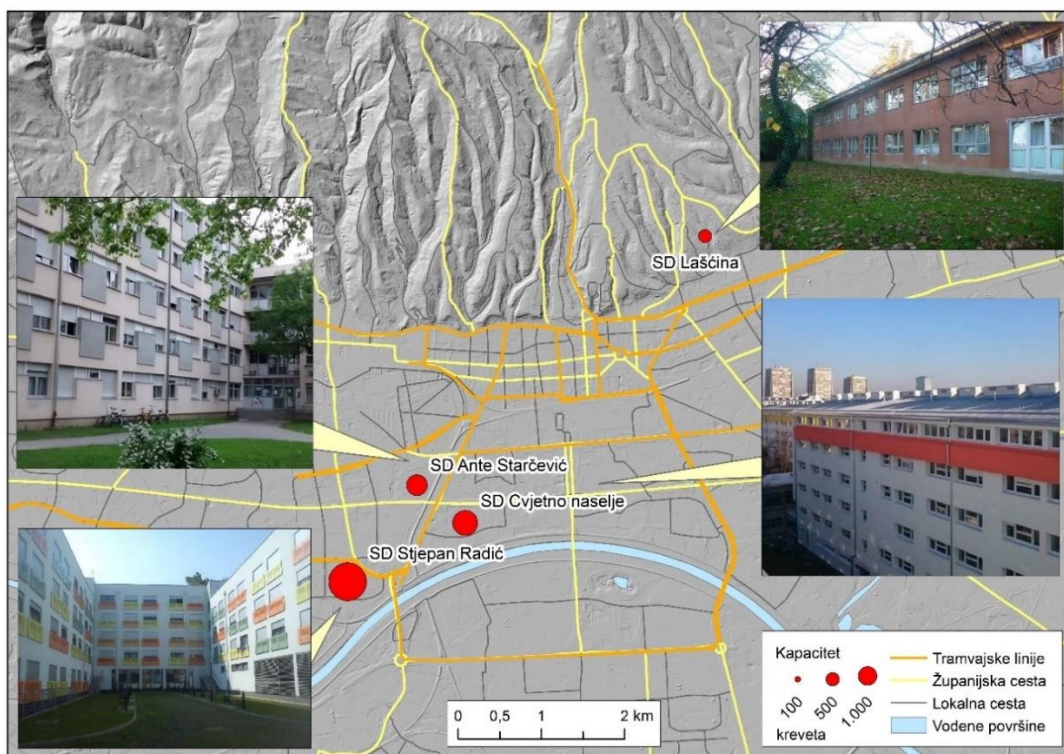 SD Lašćina
SD Ante Starčević
SD Cvjetno naselje
SD Stjepan Radić
0 0,5 1 2 km
Kapacitet
100 500 1.000
kreveta
Tramvajske linije
Županijska cesta
Lokalna cesta
Vodene površine